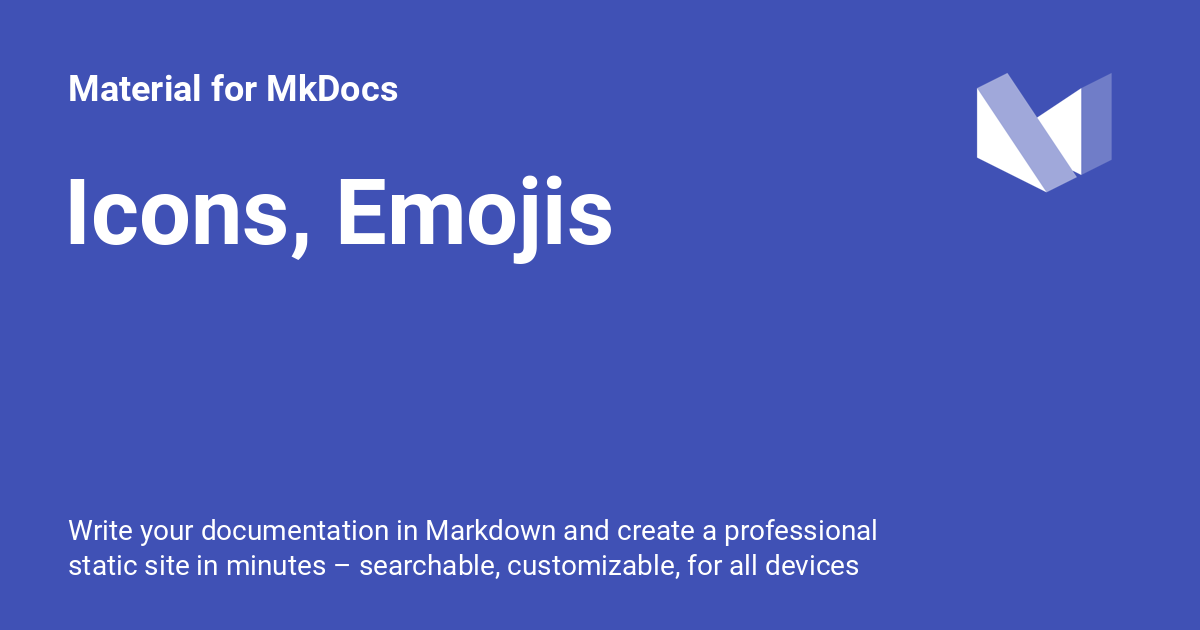 Material for MkDocs
Icons, Emojis
Write your documentation in Markdown and create a professional
static site in minutes – searchable, customizable, for all devices